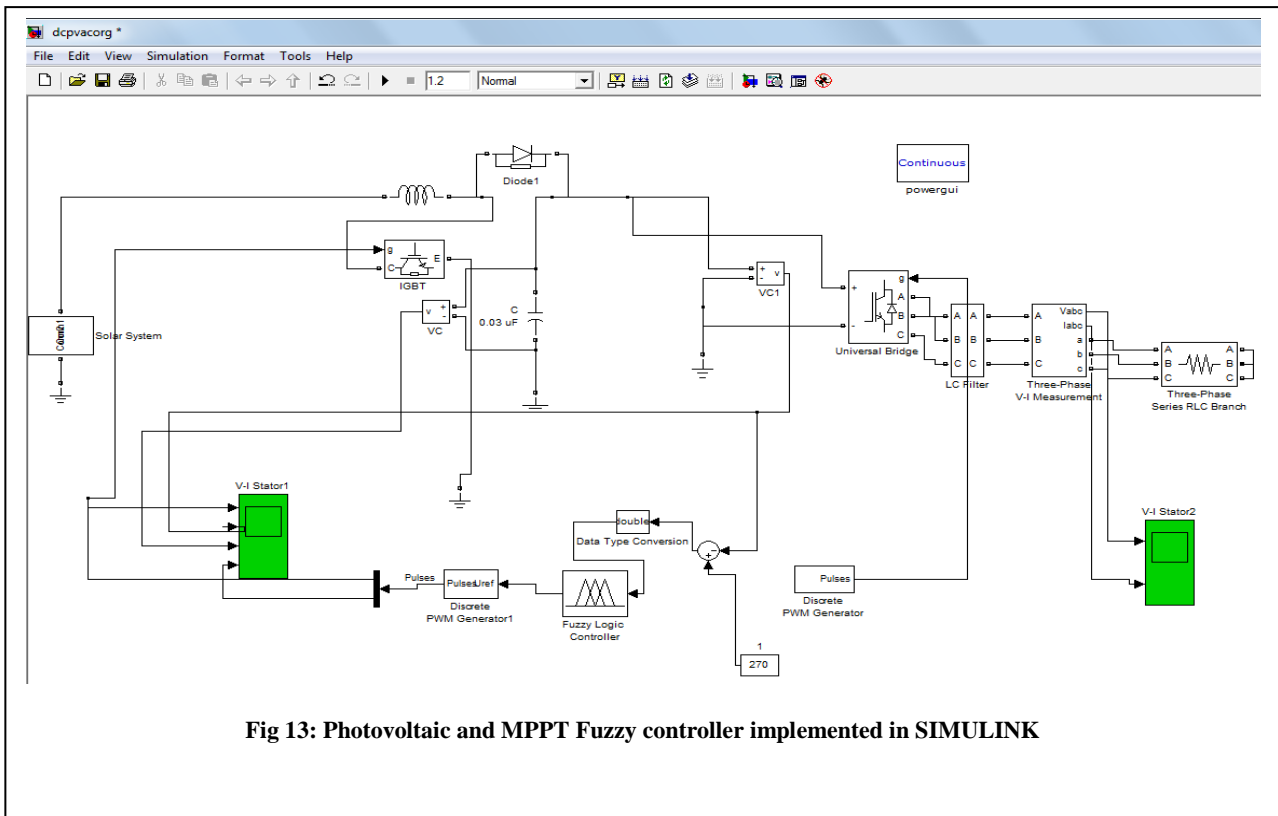 dcpvacorg *
File Edit View Simulation Format Tools Help
1.2 Normal
Continuous
powergui
Diode1
g
C E
IGBT
+
v
-
VC
C
0.03 uF
+
v
-
VC1
g
+
A
B
-
C
Universal Bridge
A A
B B
C C
LC Filter
Vabc
Iabc
A a
B b
C c
Three-Phase
V-I Measurement
A A
B B
C C
Three-Phase
Series RLC Branch
Solar System
V-I Stator1
Pulses
Pulses Uref
Discrete
PWM Generator1
Fuzzy Logic
Controller
double
Data Type Conversion
-
+
1
270
Pulses
Discrete
PWM Generator
V-I Stator2
Fig 13: Photovoltaic and MPPT Fuzzy controller implemented in SIMULINK